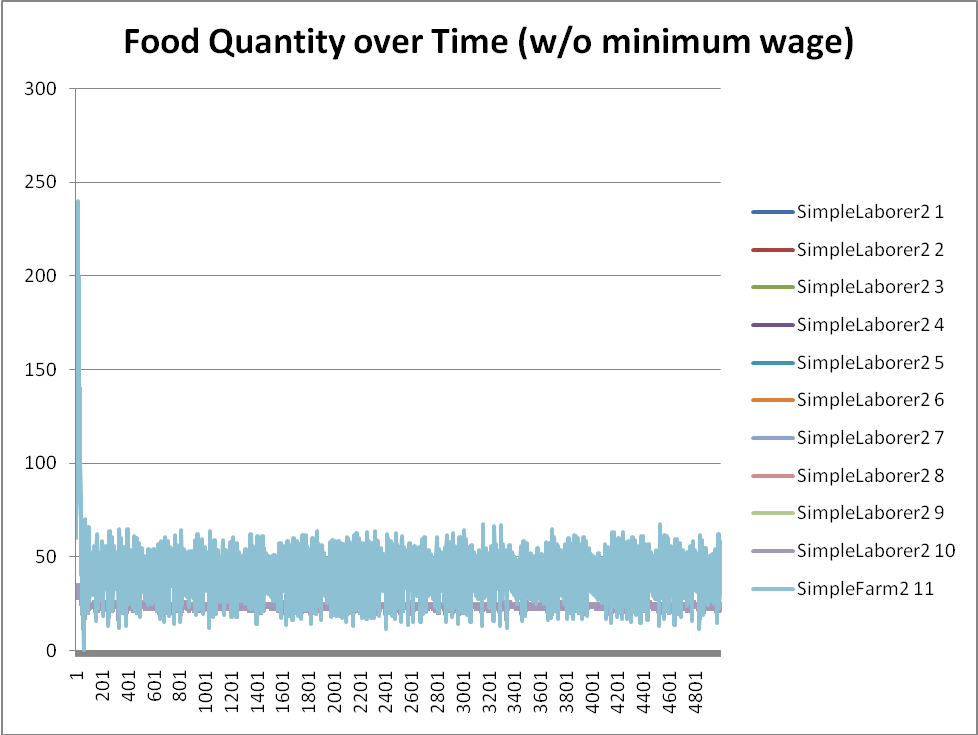 Food Quantity over Time (w/o minimum wage)
300
250
200
150
100
50
0
1
201
401
601
801
1001
1201
1401
1601
1801
2001
2201
2401
2601
2801
3001
3201
3401
3601
3801
4001
4201
4401
4601
4801
SimpleLaborer2 1
SimpleLaborer2 2
SimpleLaborer2 3
SimpleLaborer2 4
SimpleLaborer2 5
SimpleLaborer2 6
SimpleLaborer2 7
SimpleLaborer2 8
SimpleLaborer2 9
SimpleLaborer2 10
SimpleFarm2 11